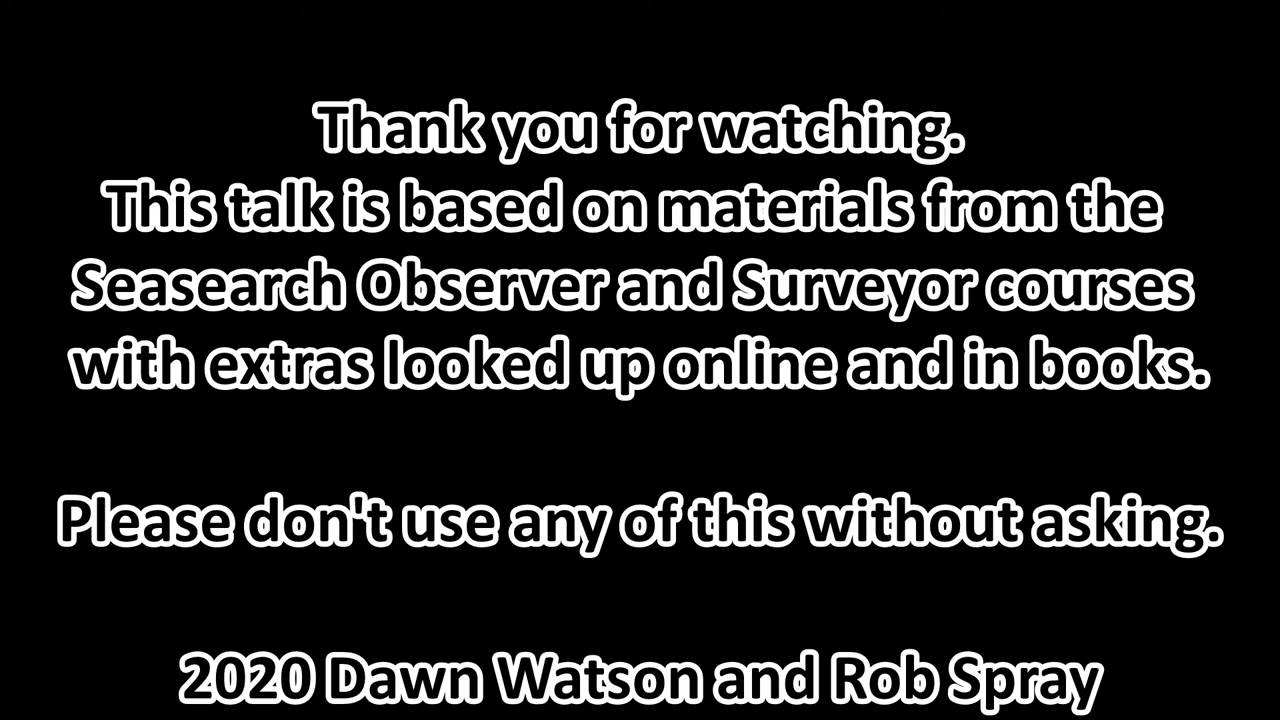 Thank you for watching.
This talk is based on materials from the
Seasearch Observer and Surveyor courses
with extras looked up online and in books.
Please don't use any of this without asking.
2020 Dawn Watson and Rob Spray